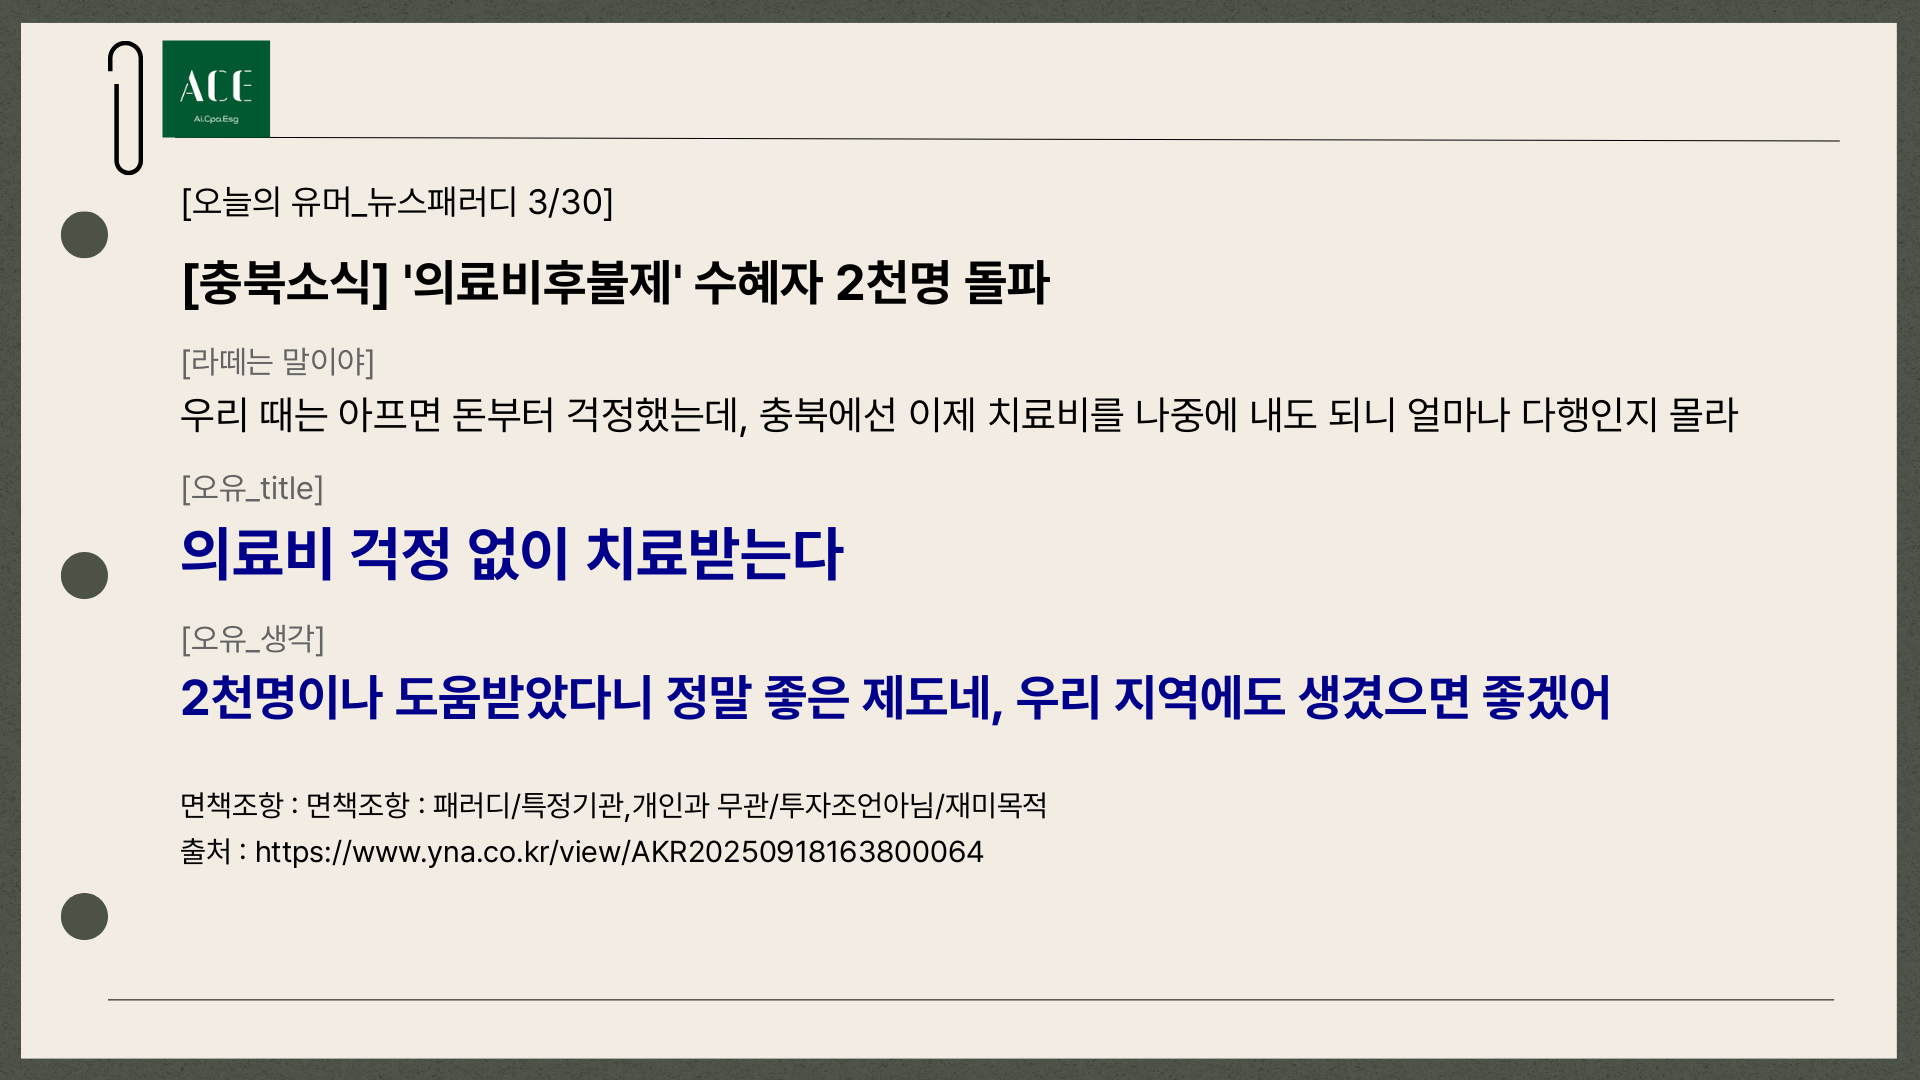 ACE
Ai.Cpa.Esg
[오늘의 유머_뉴스패러디 3/30]
[충북소식] '의료비후불제' 수혜자 2천명 돌파
[라떼는 말이야]
우리 때는 아프면 돈부터 걱정했는데, 충북에선 이제 치료비를 나중에 내도 되니 얼마나 다행인지 몰라
[오유_title]
의료비 걱정 없이 치료받는다
[오유_생각]
2천명이나 도움받았다니 정말 좋은 제도네, 우리 지역에도 생겼으면 좋겠어
면책조항 : 면책조항 : 패러디/특정기관,개인과 무관/투자조언아님/재미목적
출처 : https://www.yna.co.kr/view/AKR20250918163800064